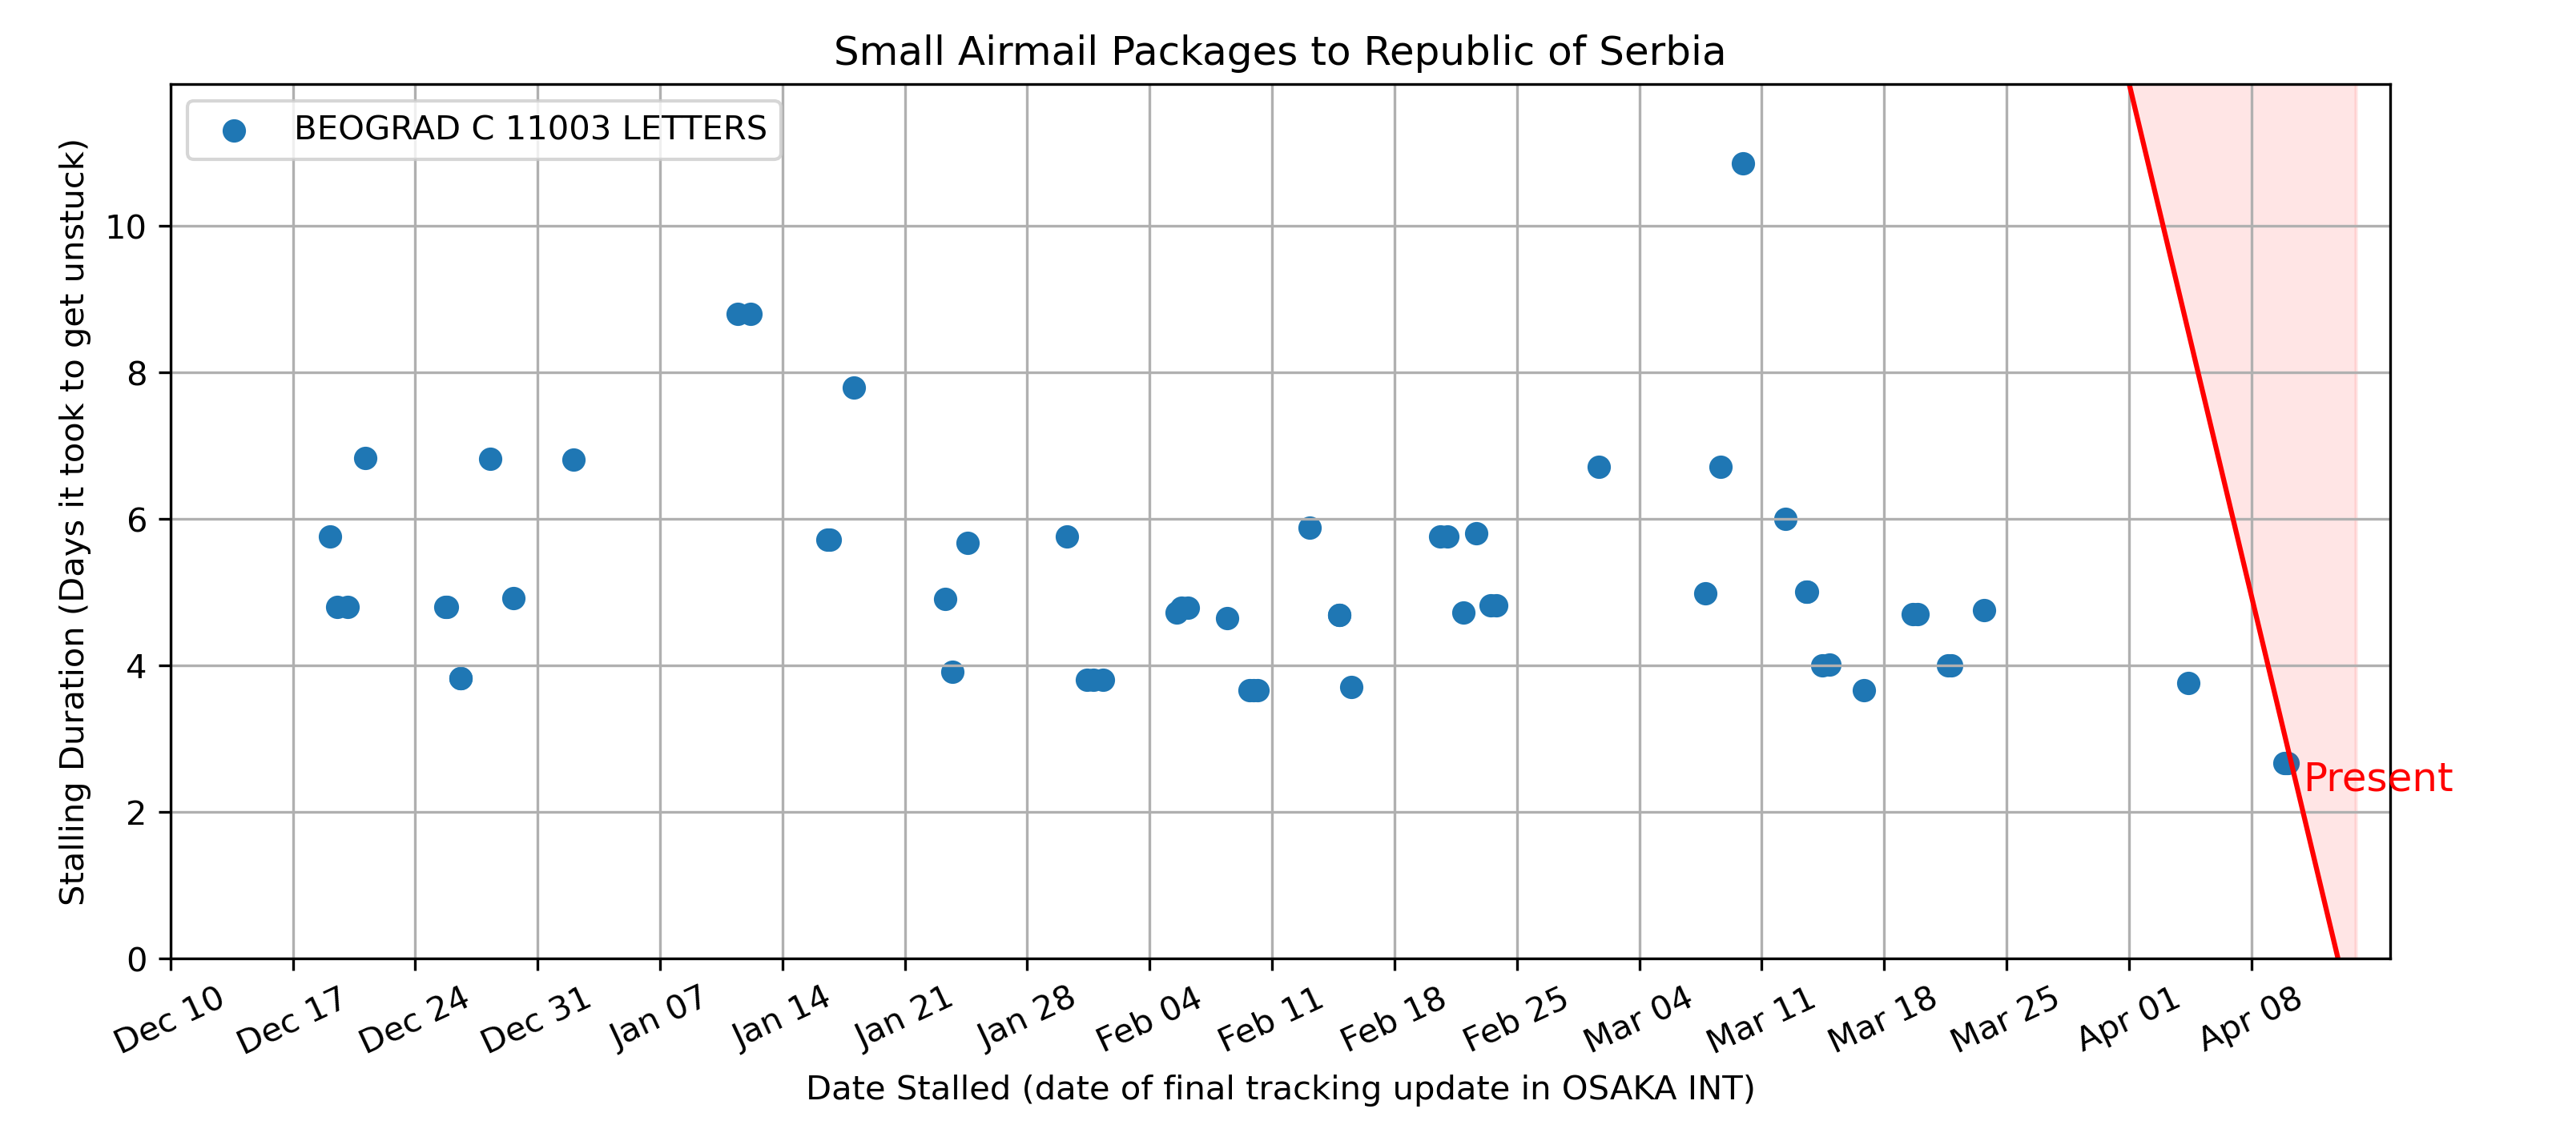 Small Airmail Packages to Republic of Serbia
BEOGRAD C 11003 LETTERS
Stalling Duration (Days it took to get unstuck)
10
8
6
4
2
0
Present
Dec 10
Dec 17
Dec 24
Dec 31
Jan 07
Jan 14
Jan 21
Jan 28
Feb 04
Feb 11
Feb 18
Feb 25
Mar 04
Mar 11
Mar 18
Mar 25
Apr 01
Apr 08
Date Stalled (date of final tracking update in OSAKA INT)